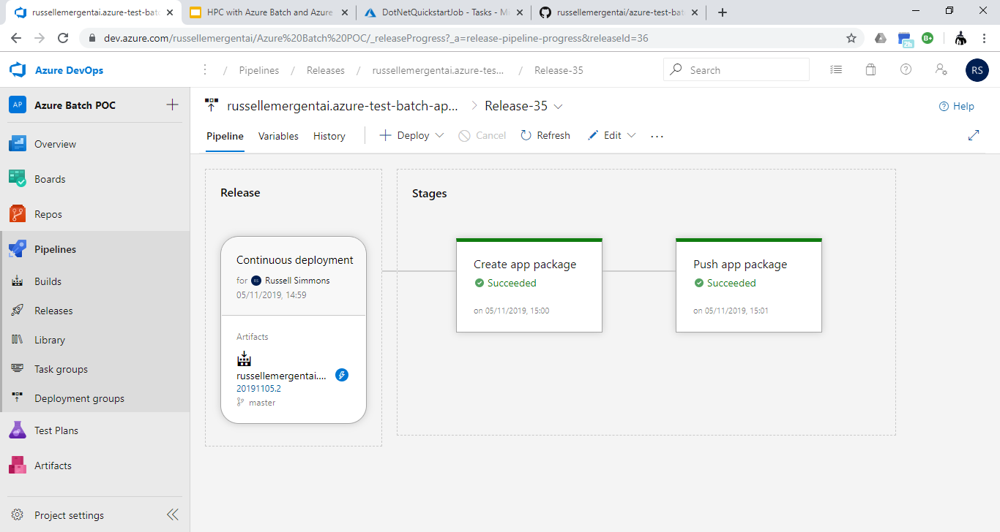 russellemergentai.azure-test-batc
HPC with Azure Batch and Azure
DotNetQuickstartJob - Tasks - Mi
russellemergentai/azure-test-bat
dev.azure.com/russellemergentai/Azure%20Batch%20POC/_releaseProgress?_a=release-pipeline-progress&releaseId=36
2h
B+
Azure DevOps
/ Pipelines / Releases / russellemergentai.azure-tes... / Release-35
Search
RS
AP
Azure Batch POC
russellemergentai.azure-test-batch-ap...
Release-35
Help
Pipeline
Variables
History
Deploy
Cancel
Refresh
Edit
...
Overview
Boards
Repos
Pipelines
Builds
Releases
Library
Task groups
Deployment groups
Test Plans
Artifacts
Project settings
Release
Continuous deployment
for RS Russell Simmons
05/11/2019, 14:59
Artifacts
russellemergentai....
20191105.2
master
Stages
Create app package
Succeeded
on 05/11/2019, 15:00
Push app package
Succeeded
on 05/11/2019, 15:01